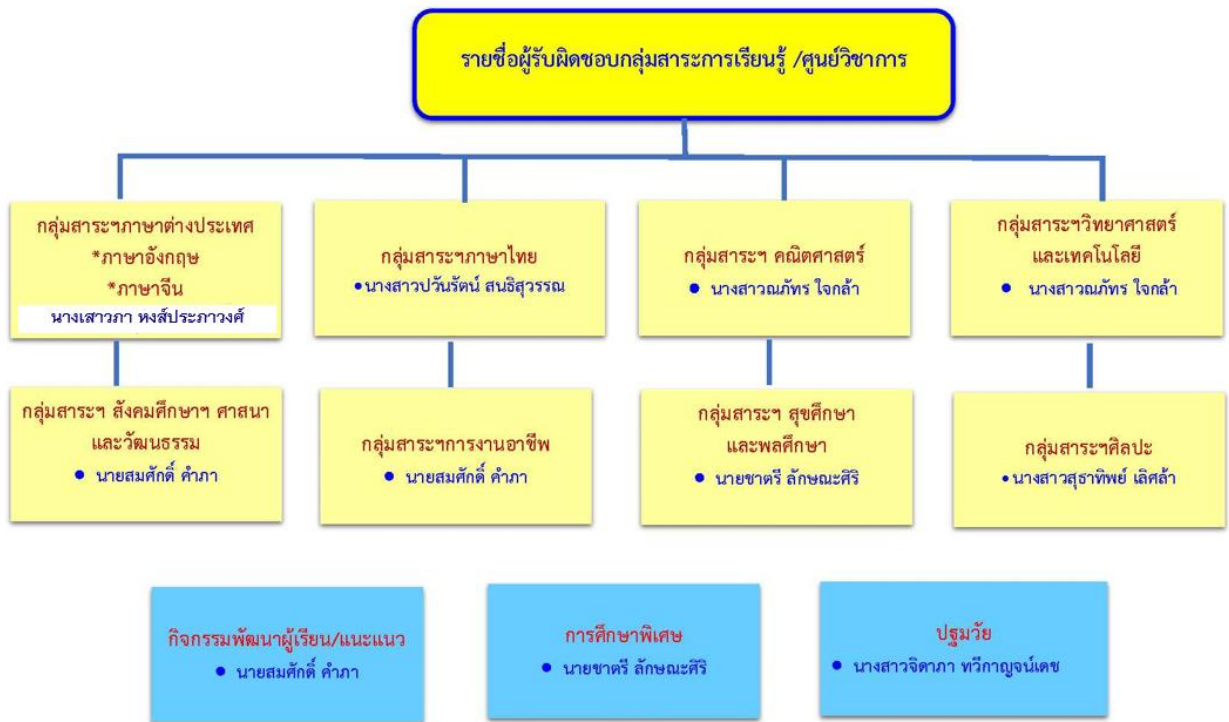 รายชื่อผู้รับผิดชอบกลุ่มสาระการเรียนรู้ /ศูนย์วิชาการ
กลุ่มสาระฯภาษาต่างประเทศ
*ภาษาอังกฤษ
*ภาษาจีน
นางเสาวภา หงส์ประภาวงศ์
กลุ่มสาระฯภาษาไทย
•นางสาวปวันรัตน์ สนธิสุวรรณ
กลุ่มสาระฯ คณิตศาสตร์
• นางสาวณภัทร ใจกล้า
กลุ่มสาระฯวิทยาศาสตร์
และเทคโนโลยี
• นางสาวณภัทร ใจกล้า
กลุ่มสาระฯ สังคมศึกษาฯ ศาสนา
และวัฒนธรรม
• นายสมศักดิ์ คำภา
กลุ่มสาระฯการงานอาชีพ
• นายสมศักดิ์ คำภา
กลุ่มสาระฯ สุขศึกษา
และพลศึกษา
• นายชาตรี ลักษณะศิริ
กลุ่มสาระฯศิลปะ
•นางสาวสุธาทิพย์ เลิศล้ำ
กิจกรรมพัฒนาผู้เรียน/แนะแนว
• นายสมศักดิ์ คำภา
การศึกษาพิเศษ
• นายชาตรี ลักษณะศิริ
ปฐมวัย
• นางสาวจิดาภา ทวีกาญจน์เดช